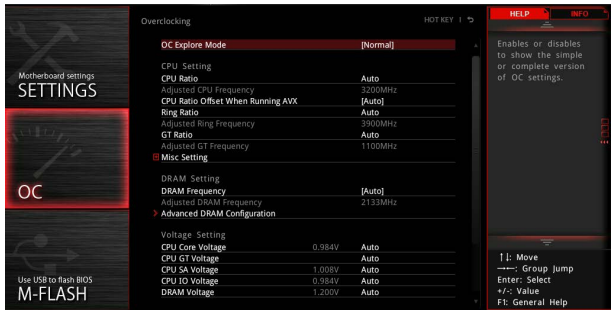 Overclocking
HOT KEY
HELP
INFO
Motherboard settings
SETTINGS
OC
Use USB to flash BIOS
M-FLASH
OC Explore Mode [Normal]
CPU Setting
CPU Ratio Auto
Adjusted CPU Frequency 3200MHz
CPU Ratio Offset When Running AVX [Auto]
Ring Ratio Auto
Adjusted Ring Frequency 3900MHz
GT Ratio Auto
Adjusted GT Frequency 1100MHz
Misc Setting
DRAM Setting
DRAM Frequency [Auto]
Adjusted DRAM Frequency 2133MHz
Advanced DRAM Configuration
Voltage Setting
CPU Core Voltage 0.984V Auto
CPU GT Voltage Auto
CPU SA Voltage 1.008V Auto
CPU IO Voltage 0.984V Auto
DRAM Voltage 1.200V Auto
Enables or disables
to show the simple
or complete version
of OC settings.
↑↓: Move
→←: Group Jump
Enter: Select
+/-: Value
F1: General Help